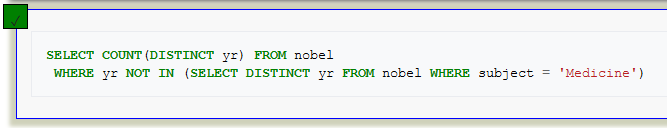 ✓
SELECT COUNT(DISTINCT yr) FROM nobel
WHERE yr NOT IN (SELECT DISTINCT yr FROM nobel WHERE subject = 'Medicine')